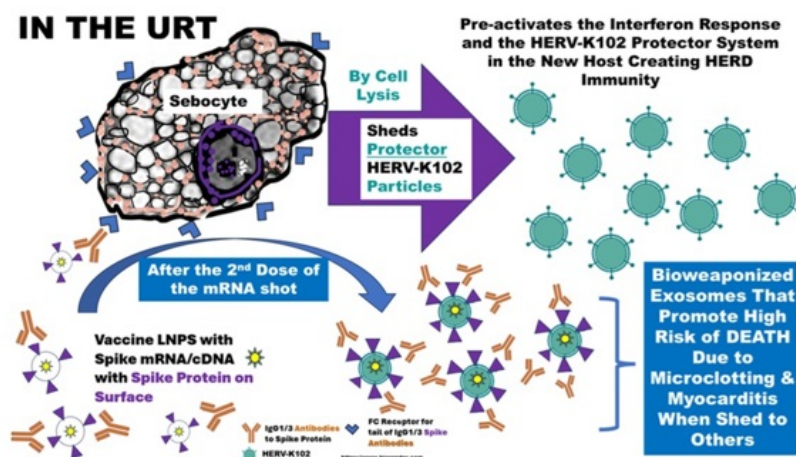 IN THE URT
Sebocyte
By Cell
Lysis
Sheds
Protector
HERV-K102
Particles
Pre-activates the Interferon Response
and the HERV-K102 Protector System
in the New Host Creating HERD
Immunity
After the 2nd Dose of
the mRNA shot
Vaccine LNPS with
Spike mRNA/cDNA
with Spike Protein on
Surface
IgG1/3 Antibodies
to Spike Protein
HERV-K102
FC Receptor for
tail of IgG1/3 Spike
Antibodies
Bioweaponized
Exosomes That
Promote High
Risk of DEATH
Due to
Microclotting &
Myocarditis
When Shed to
Others